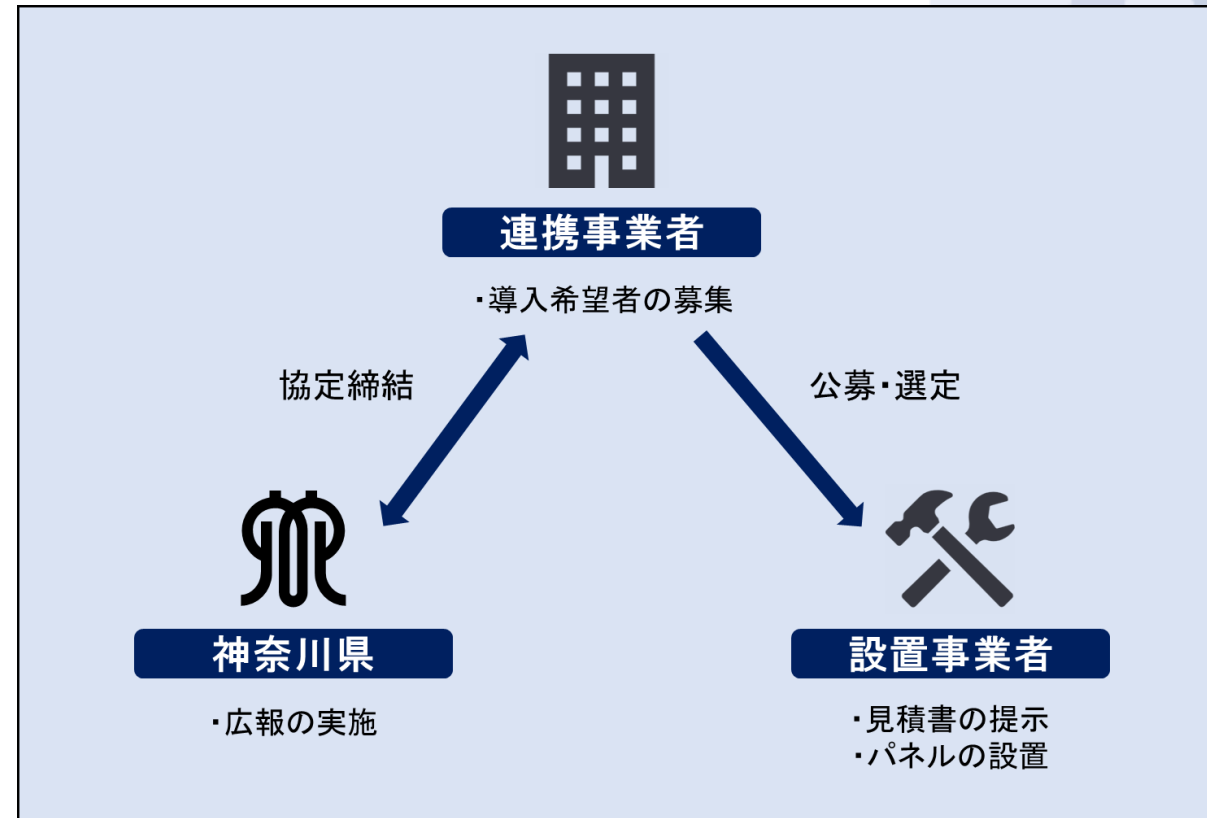 連携事業者
・導入希望者の募集
協定締結
公募・選定
神奈川県
・広報の実施
設置事業者
・見積書の提示
・パネルの設置